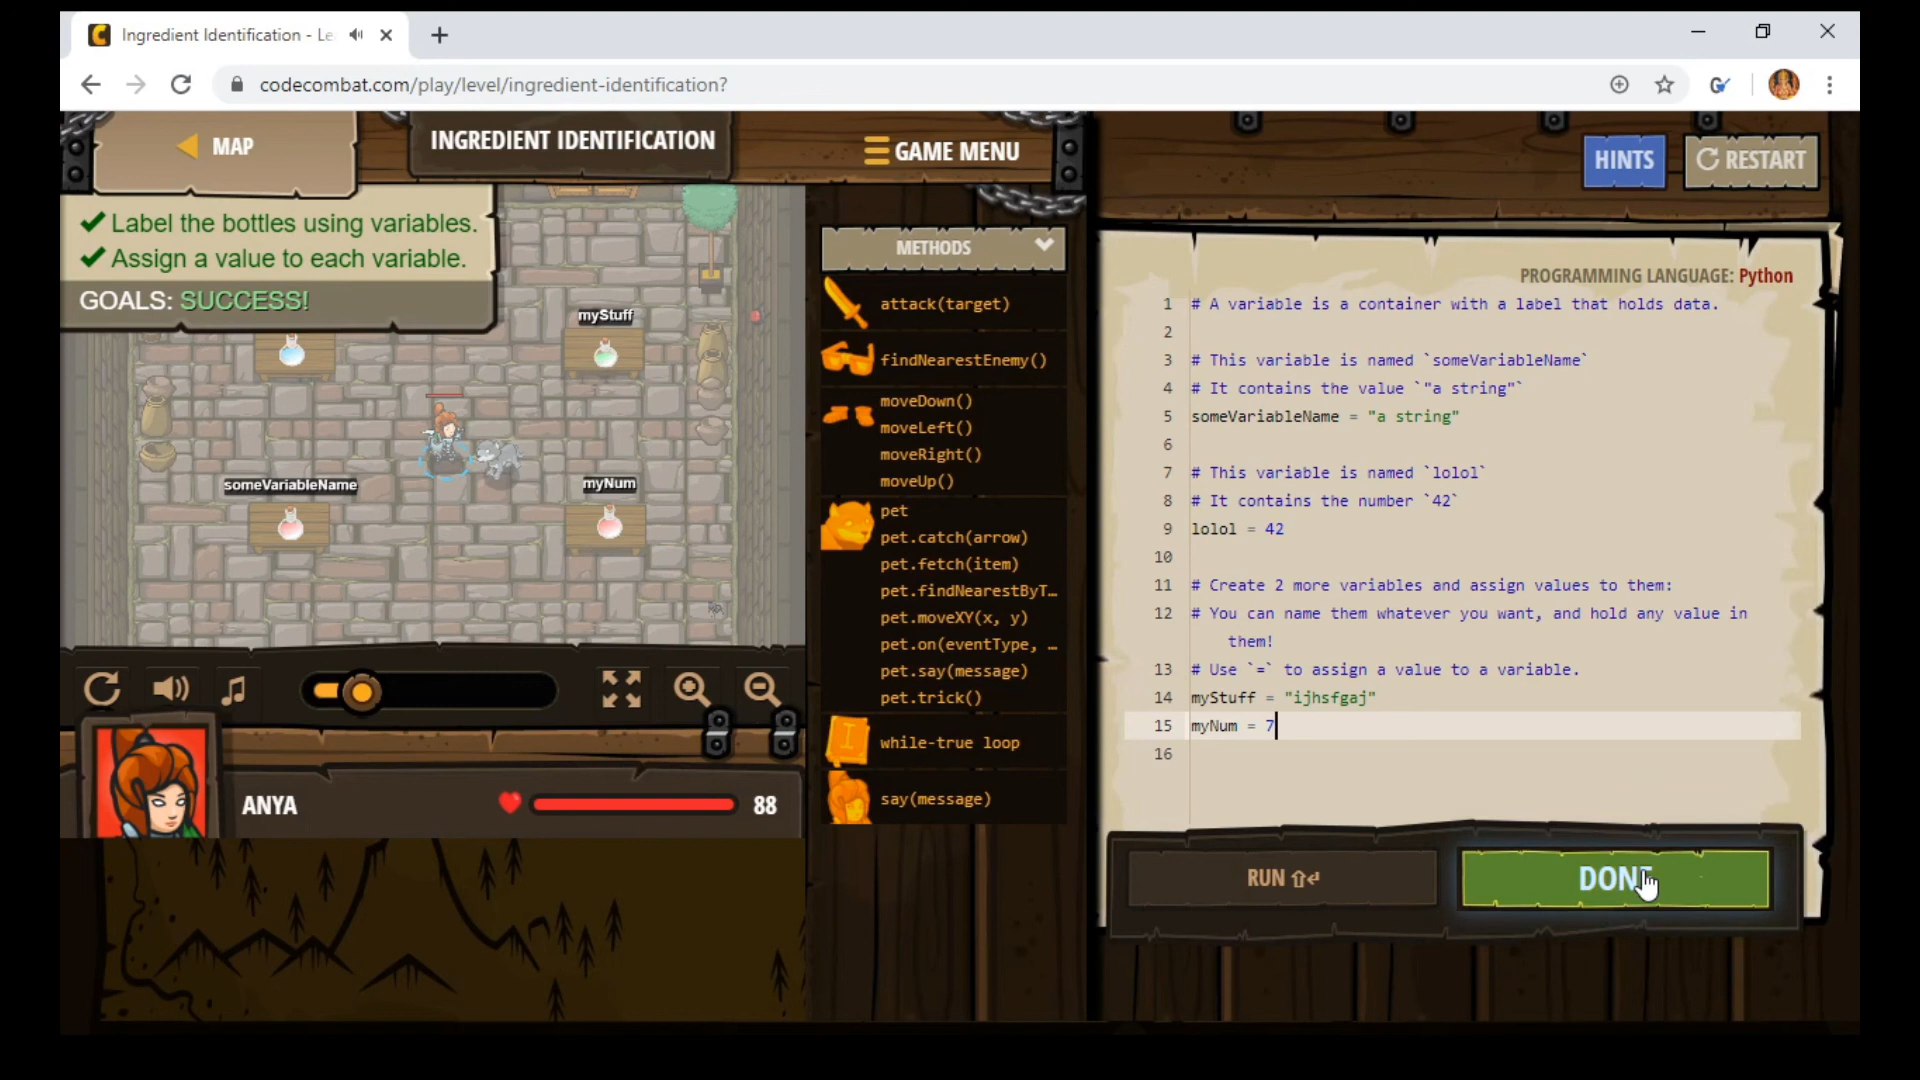 Ingredient Identification - Le
codecombat.com/play/level/ingredient-identification?
MAP
INGREDIENT IDENTIFICATION
GAME MENU
HINTS
RESTART
Label the bottles using variables.
Assign a value to each variable.
GOALS: SUCCESS!
myStuff
someVariableName
myNum
ANYA
88
METHODS
attack(target)
findNearestEnemy()
moveDown()
moveLeft()
moveRight()
moveUp()
pet
pet.catch(arrow)
pet.fetch(item)
pet.findNearestByT…
pet.moveXY(x, y)
pet.on(eventType, …
pet.say(message)
pet.trick()
while-true loop
say(message)
PROGRAMMING LANGUAGE: Python
1 # A variable is a container with a label that holds data.
2
3 # This variable is named `someVariableName`
4 # It contains the value `"a string"`
5 someVariableName = "a string"
6
7 # This variable is named `lolol`
8 # It contains the number `42`
9 lolol = 42
10
11 # Create 2 more variables and assign values to them:
12 # You can name them whatever you want, and hold any value in
them!
13 # Use `=` to assign a value to a variable.
14 myStuff = "ijhsfgaj"
15 myNum = 7
16
RUN
DONE